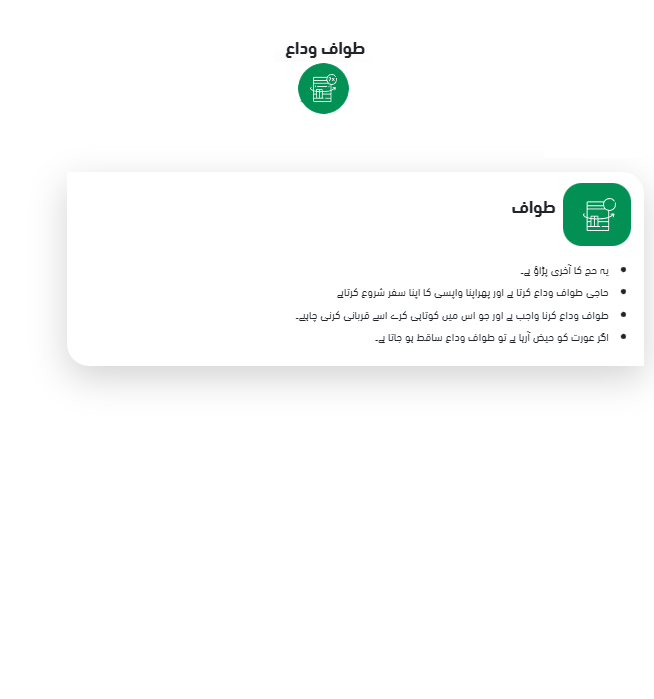 طواف وداع
7x
طواف
یہ حج کا آخری پڑاؤ ہے۔
حاجی طواف وداع کرتا ہے اور پھراپنا واپسی کا اپنا سفر شروع کرتاہے
طواف وداع کرنا واجب ہے اور جو اس میں کوتاہی کرے اسے قربانی کرنی چاہیے۔
اگر عورت کو حیض آرہا ہے تو طواف وداع ساقط ہو جاتا ہے۔